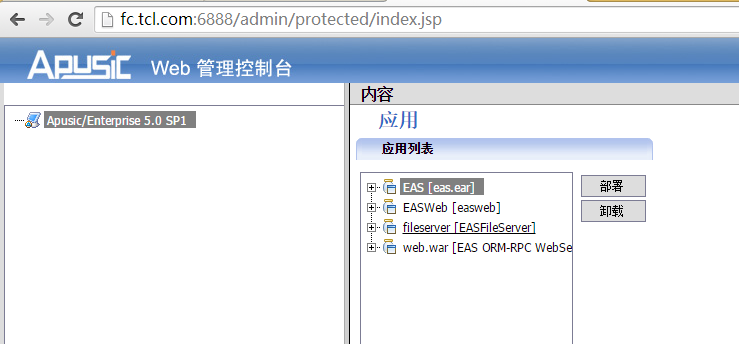 fc.tcl.com:6888/admin/protected/index.jsp
Apusic Web 管理控制台
Apusic/Enterprise 5.0 SP1
内容
应用
应用列表
EAS [eas.ear]
EASWeb [easweb]
fileserver [EASFileServer]
web.war [EAS ORM-RPC WebSe
部署
卸载